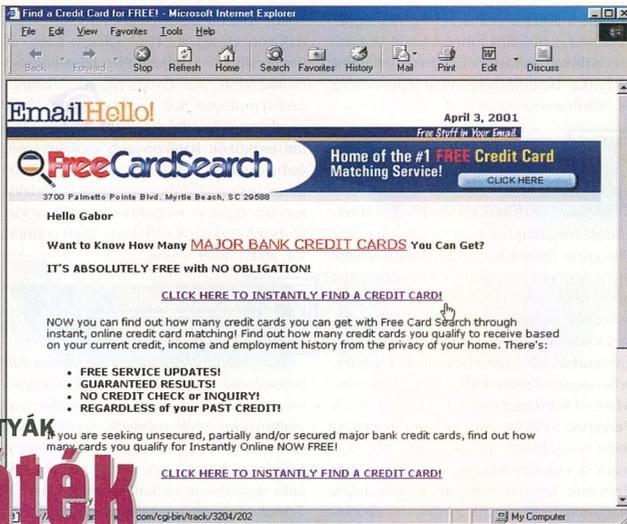 Find a Credit Card for FREE! - Microsoft Internet Explorer
File Edit View Favorites Tools Help
Back Forward Stop Refresh Home Search Favorites History Mail Print Edit Discuss
EmailHello!
April 3, 2001
Free Stuff in Your Email.
FreeCardSearch
Home of the #1 FREE Credit Card
Matching Service!
CLICK HERE
3700 Palmetto Pointe Blvd. Myrtle Beach, SC 29588
Hello Gabor
Want to Know How Many MAJOR BANK CREDIT CARDS You Can Get?
IT'S ABSOLUTELY FREE with NO OBLIGATION!
CLICK HERE TO INSTANTLY FIND A CREDIT CARD!
NOW you can find out how many credit cards you can get with Free Card Search through
instant, online credit card matching! Find out how many credit cards you qualify to receive based
on your current credit, income and employment history from the privacy of your home. There's:
• FREE SERVICE UPDATES!
• GUARANTEED RESULTS!
• NO CREDIT CHECK or INQUIRY!
• REGARDLESS of your PAST CREDIT!
If you are seeking unsecured, partially and/or secured major bank credit cards, find out how
many cards you qualify for Instantly Online NOW FREE!
CLICK HERE TO INSTANTLY FIND A CREDIT CARD!
TYÁK
.com/cgi-bin/track/3204/202
My Computer